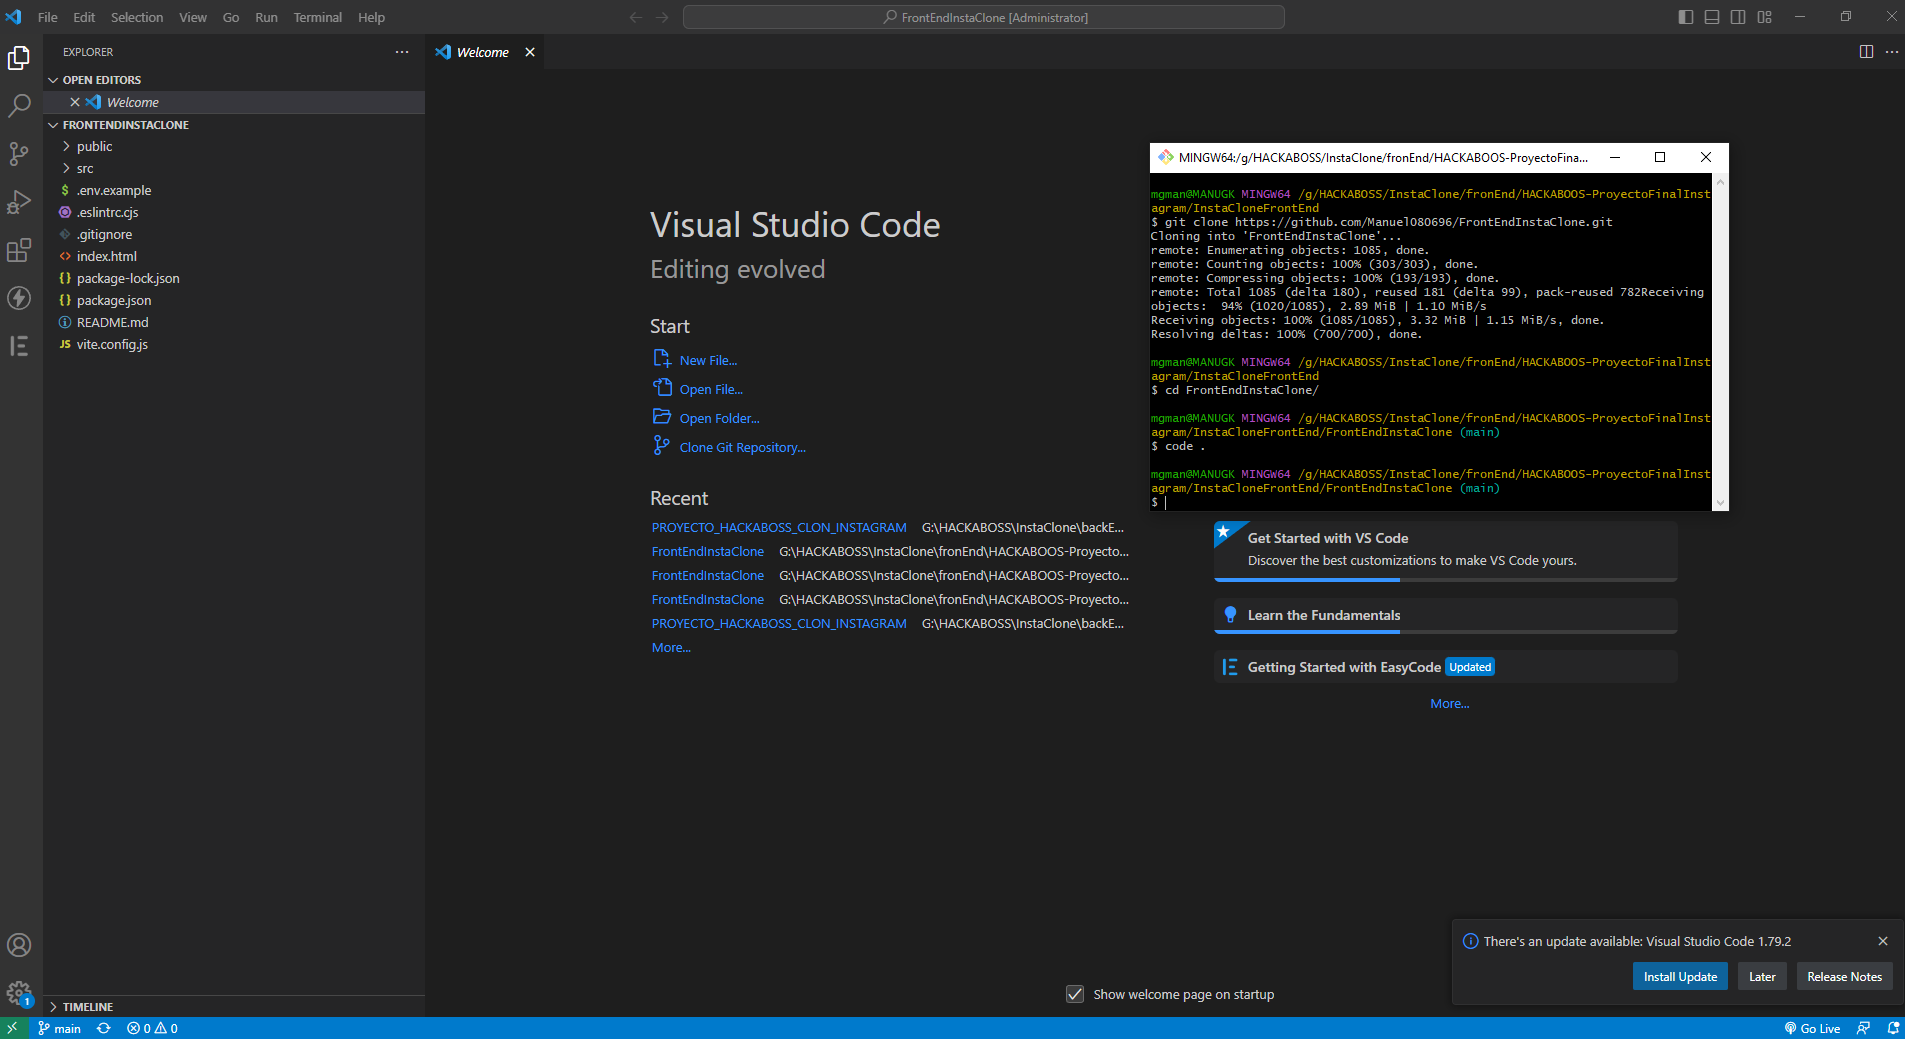 File Edit Selection View Go Run Terminal Help
FrontEndInstaClone [Administrator]
EXPLORER
OPEN EDITORS
Welcome
FRONTENDINSTACLONE
public
src
$ .env.example
.eslintrc.cjs
.gitignore
<> index.html
{} package-lock.json
{} package.json
README.md
JS vite.config.js
TIMELINE
Welcome
Visual Studio Code
Editing evolved
Start
New File...
Open File...
Open Folder...
Clone Git Repository...
Recent
PROYECTO_HACKABOSS_CLON_INSTAGRAM G:\HACKABOSS\InstaClone\backE...
FrontEndInstaClone G:\HACKABOSS\InstaClone\fronEnd\HACKABOOS-Proyecto...
FrontEndInstaClone G:\HACKABOSS\InstaClone\fronEnd\HACKABOOS-Proyecto...
FrontEndInstaClone G:\HACKABOSS\InstaClone\fronEnd\HACKABOOS-Proyecto...
PROYECTO_HACKABOSS_CLON_INSTAGRAM G:\HACKABOSS\InstaClone\backE...
More...
MINGW64:/g/HACKABOSS/InstaClone/fronEnd/HACKABOOS-ProyectoFina...
mgman@MANUGK MINGW64 /g/HACKABOSS/InstaClone/fronEnd/HACKABOOS-ProyectoFinalInst
agram/InstaCloneFrontEnd
$ git clone https://github.com/Manuel080696/FrontEndInstaClone.git
Cloning into 'FrontEndInstaClone'...
remote: Enumerating objects: 1085, done.
remote: Counting objects: 100% (303/303), done.
remote: Compressing objects: 100% (193/193), done.
remote: Total 1085 (delta 180), reused 181 (delta 99), pack-reused 782Receiving
objects:  94% (1020/1085), 2.89 MiB | 1.10 MiB/s
Receiving objects: 100% (1085/1085), 3.32 MiB | 1.15 MiB/s, done.
Resolving deltas: 100% (700/700), done.
mgman@MANUGK MINGW64 /g/HACKABOSS/InstaClone/fronEnd/HACKABOOS-ProyectoFinalInst
agram/InstaCloneFrontEnd
$ cd FrontEndInstaClone/
mgman@MANUGK MINGW64 /g/HACKABOSS/InstaClone/fronEnd/HACKABOOS-ProyectoFinalInst
agram/InstaCloneFrontEnd/FrontEndInstaClone (main)
$ code .
mgman@MANUGK MINGW64 /g/HACKABOSS/InstaClone/fronEnd/HACKABOOS-ProyectoFinalInst
agram/InstaCloneFrontEnd/FrontEndInstaClone (main)
$
Get Started with VS Code
Discover the best customizations to make VS Code yours.
Learn the Fundamentals
Getting Started with EasyCode Updated
More...
There's an update available: Visual Studio Code 1.79.2
Install Update Later Release Notes
Show welcome page on startup
1
main 0 0 Go Live